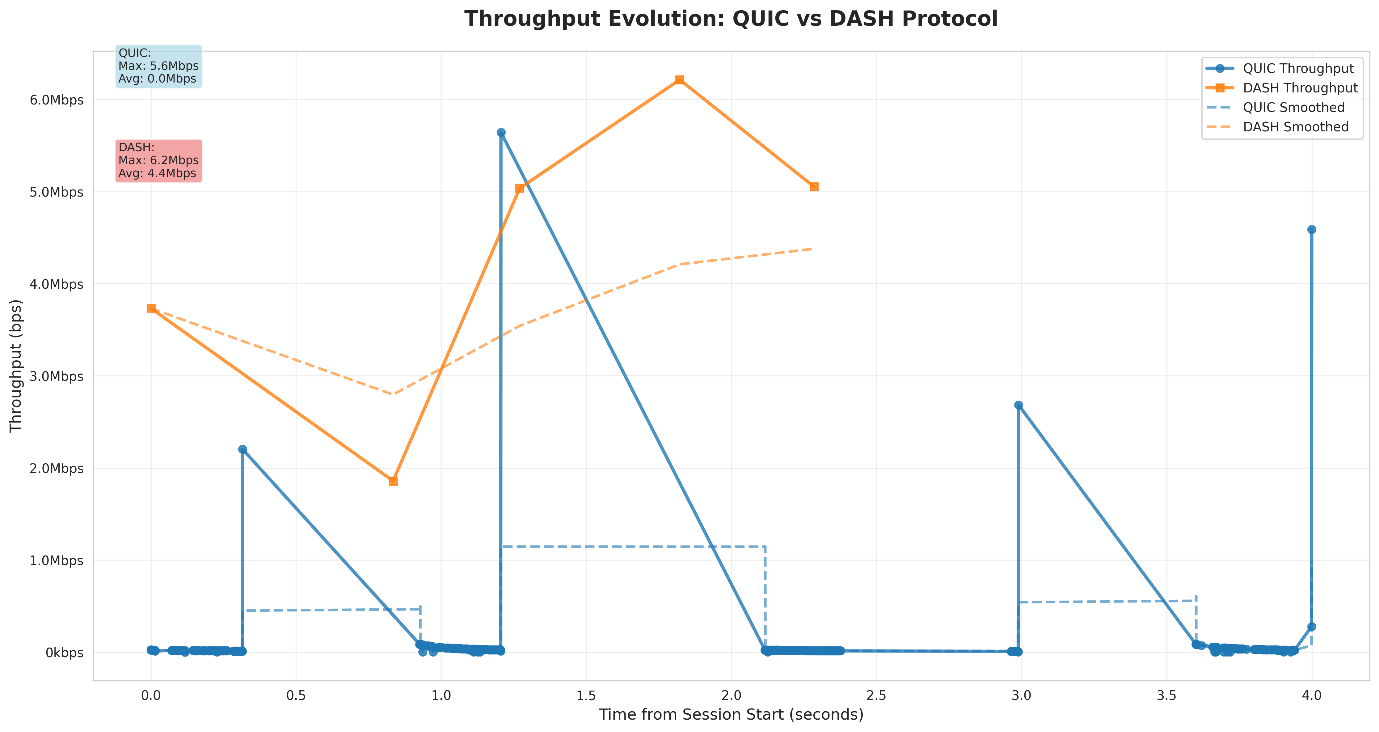 Throughput Evolution: QUIC vs DASH Protocol
QUIC:
Max: 5.6Mbps
Avg: 0.0Mbps
DASH:
Max: 6.2Mbps
Avg: 4.4Mbps
QUIC Throughput
DASH Throughput
QUIC Smoothed
DASH Smoothed
Throughput (bps)
6.0Mbps
5.0Mbps
4.0Mbps
3.0Mbps
2.0Mbps
1.0Mbps
0kbps
0.0 0.5 1.0 1.5 2.0 2.5 3.0 3.5 4.0
Time from Session Start (seconds)